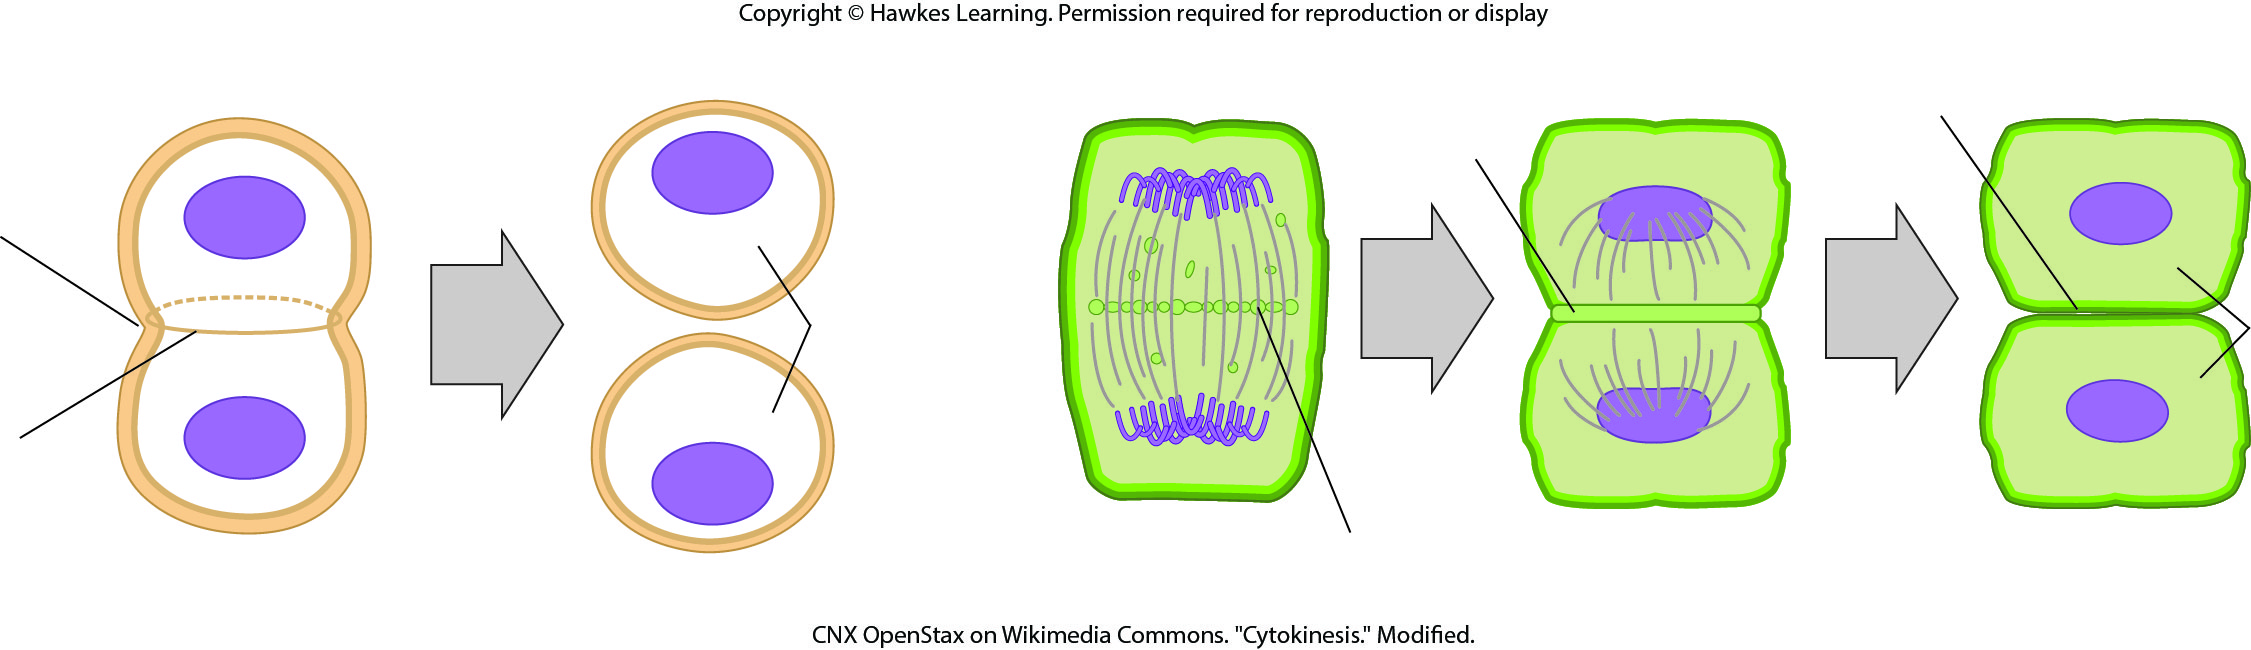 Copyright © Hawkes Learning. Permission required for reproduction or display
CNX OpenStax on Wikimedia Commons. "Cytokinesis." Modified.